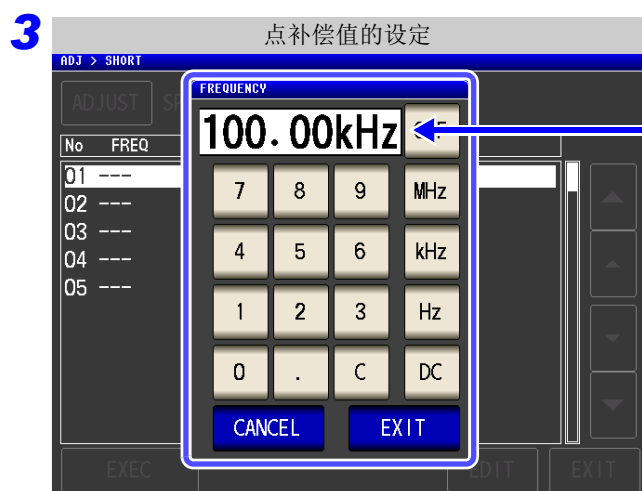 3
点补偿值的设定
ADJ > SHORT
ADJUST
FREQUENCY
100.00kHz
No FREQ
01 ---
02 ---
03 ---
04 ---
05 ---
7 8 9 MHz
4 5 6 kHz
1 2 3 Hz
0 . C DC
CANCEL EXIT
EXEC EDIT EXIT